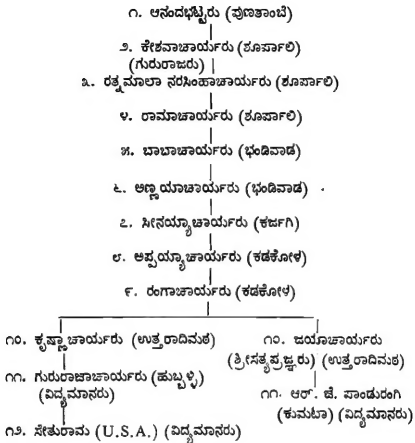 ೧. ಆನಂದಭಟ್ಟರು (ಪುಣತಾಂಬೆ)
೨. ಕೇಶವಾಚಾರ್ಯರು (ಶೂರ್ಪಾಲಿ)
(ಗುರುರಾಜರು)
೩. ರತ್ನಮಾಲಾ ನರಸಿಂಹಾಚಾರ್ಯರು (ಶೂರ್ಪಾಲಿ)
೪. ರಾಮಾಚಾರ್ಯರು (ಶೂರ್ಪಾಲಿ)
೫. ಬಾಬಾಚಾರ್ಯರು (ಭಂಡಿವಾಡ)
೬. ಅಣ್ಣಯಾಚಾರ್ಯರು (ಭಂಡಿವಾಡ)
೭. ಸೀನಯ್ಯಾಚಾರ್ಯರು (ಕರ್ಜಗಿ)
೮. ಅಪ್ಪಯ್ಯಾಚಾರ್ಯರು (ಕಡಕೋಳ)
೯. ರಂಗಾಚಾರ್ಯರು (ಕಡಕೋಳ)
೧೦. ಕೃಷ್ಣಾಚಾರ್ಯರು (ಉತ್ತರಾದಿಮಠ)
೧೧. ಗುರುರಾಜಾಚಾರ್ಯರು (ಹುಬ್ಬಳ್ಳಿ)
(ವಿದ್ಯಮಾನರು)
೧೨. ಸೇತುರಾಮ (U.S.A.) (ವಿದ್ಯಮಾನರು)
೧೦. ಜಯಾಚಾರ್ಯರು
(ಶ್ರೀಸತ್ಯಪ್ರಜ್ಞರು) (ಉತ್ತರಾದಿಮಠ)
೧೧. ಆರ್. ಜಿ. ಪಾಂಡುರಂಗಿ
(ಕುಮಟಾ) (ವಿದ್ಯಮಾನರು)